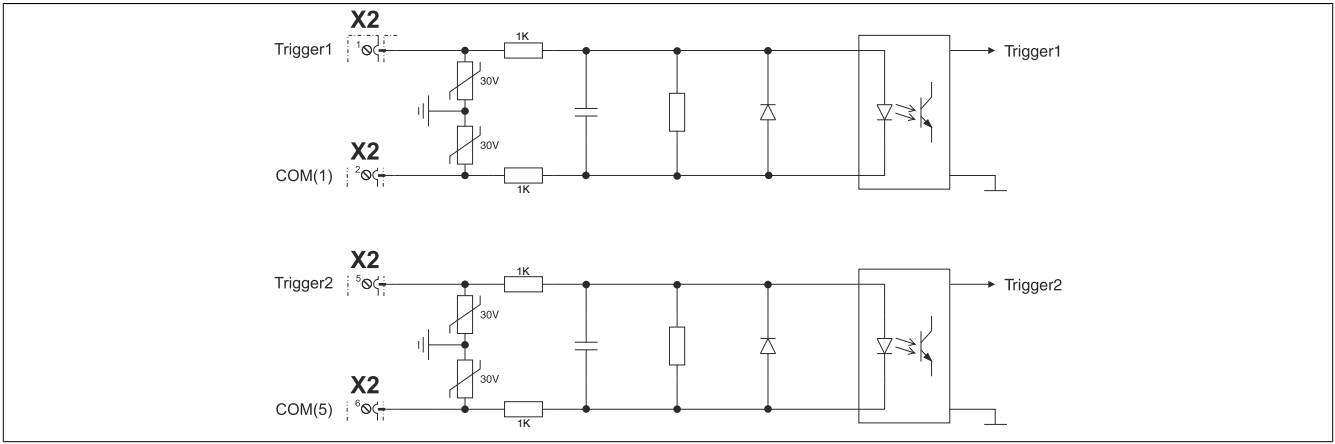 X2
Trigger1
1
1K
Trigger1
30V
30V
X2
COM(1)
2
1K
X2
Trigger2
5
1K
Trigger2
30V
30V
X2
COM(5)
6
1K